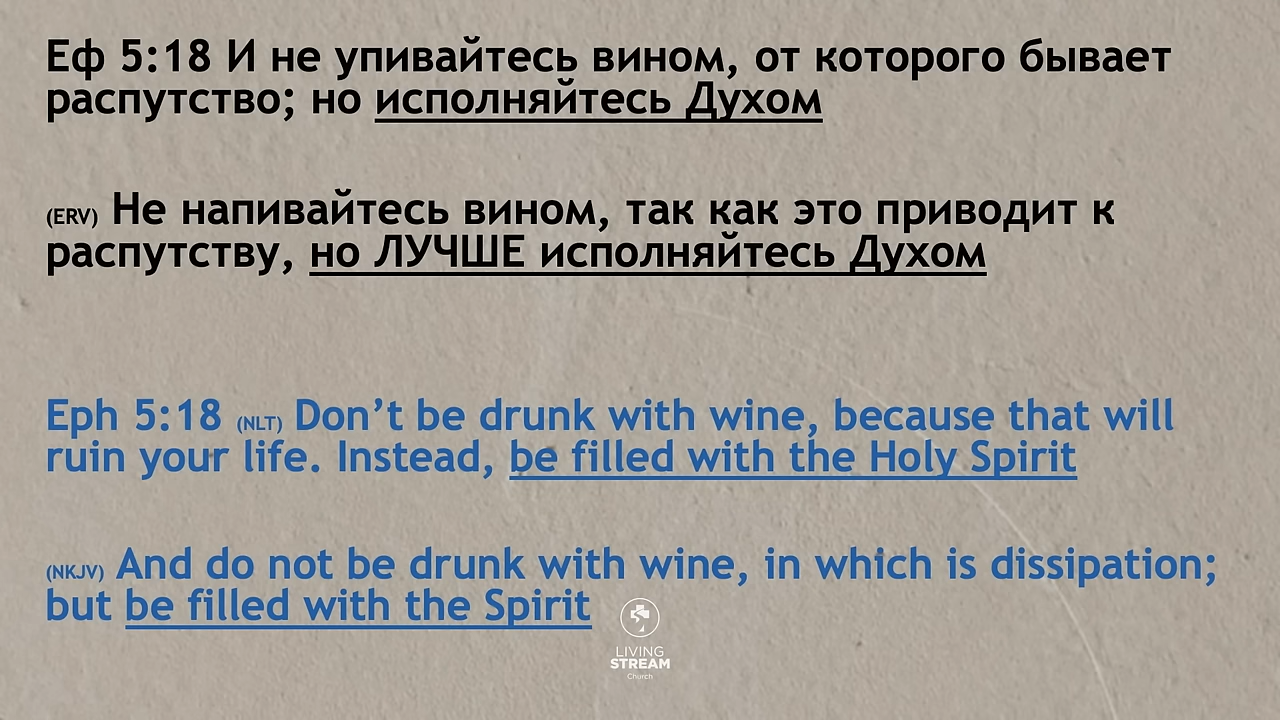 Еф 5:18 И не упивайтесь вином, от которого бывает
распутство; но исполняйтесь Духом
(ERV) Не напивайтесь вином, так как это приводит к
распутству, но ЛУЧШЕ исполняйтесь Духом
Eph 5:18 (NLT) Don’t be drunk with wine, because that will
ruin your life. Instead, be filled with the Holy Spirit
(NKJV) And do not be drunk with wine, in which is dissipation;
but be filled with the Spirit
LIVING
STREAM
Church